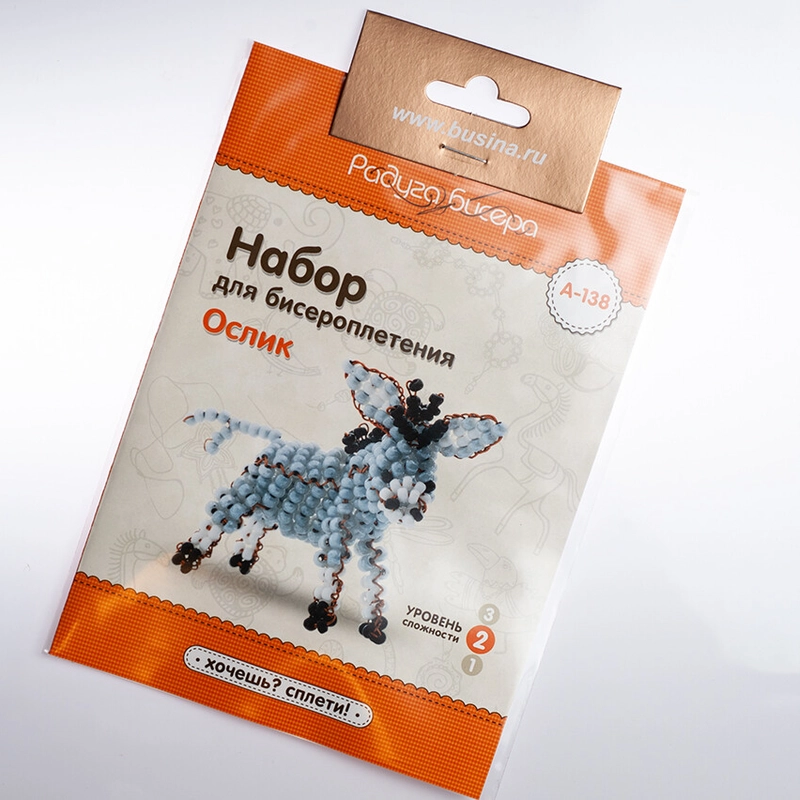 www.busina.ru
Радуга бисера
А-138
Набор
для бисероплетения
Ослик
УРОВЕНЬ
СЛОЖНОСТИ
3
2
1
хочешь? сплети!